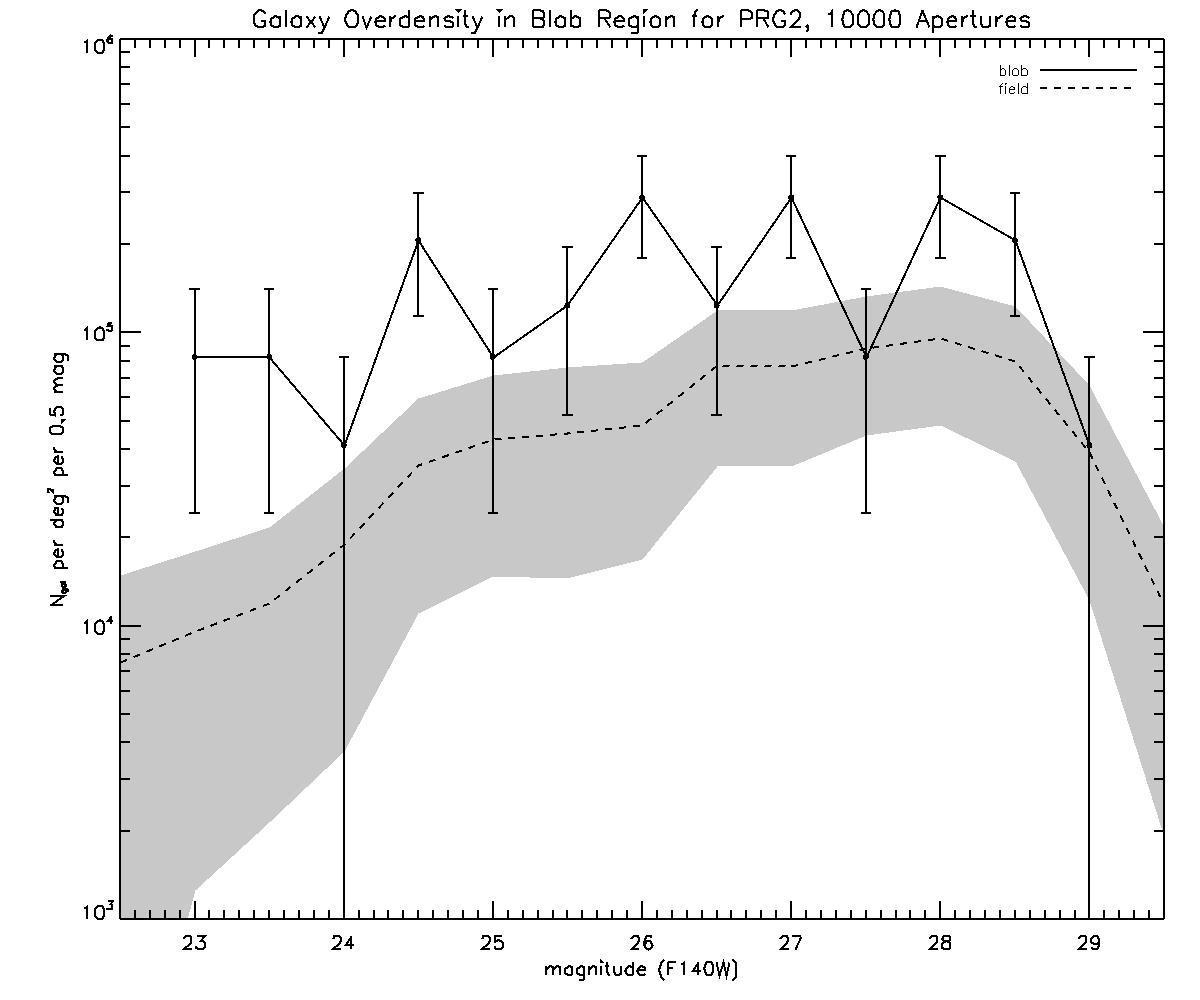 Galaxy Overdensity in Blob Region for PRG2, 10000 Apertures
blob
field
10⁶
10⁵
10⁴
10³
N_gal per deg² per 0.5 mag
23 24 25 26 27 28 29
magnitude (F140W)